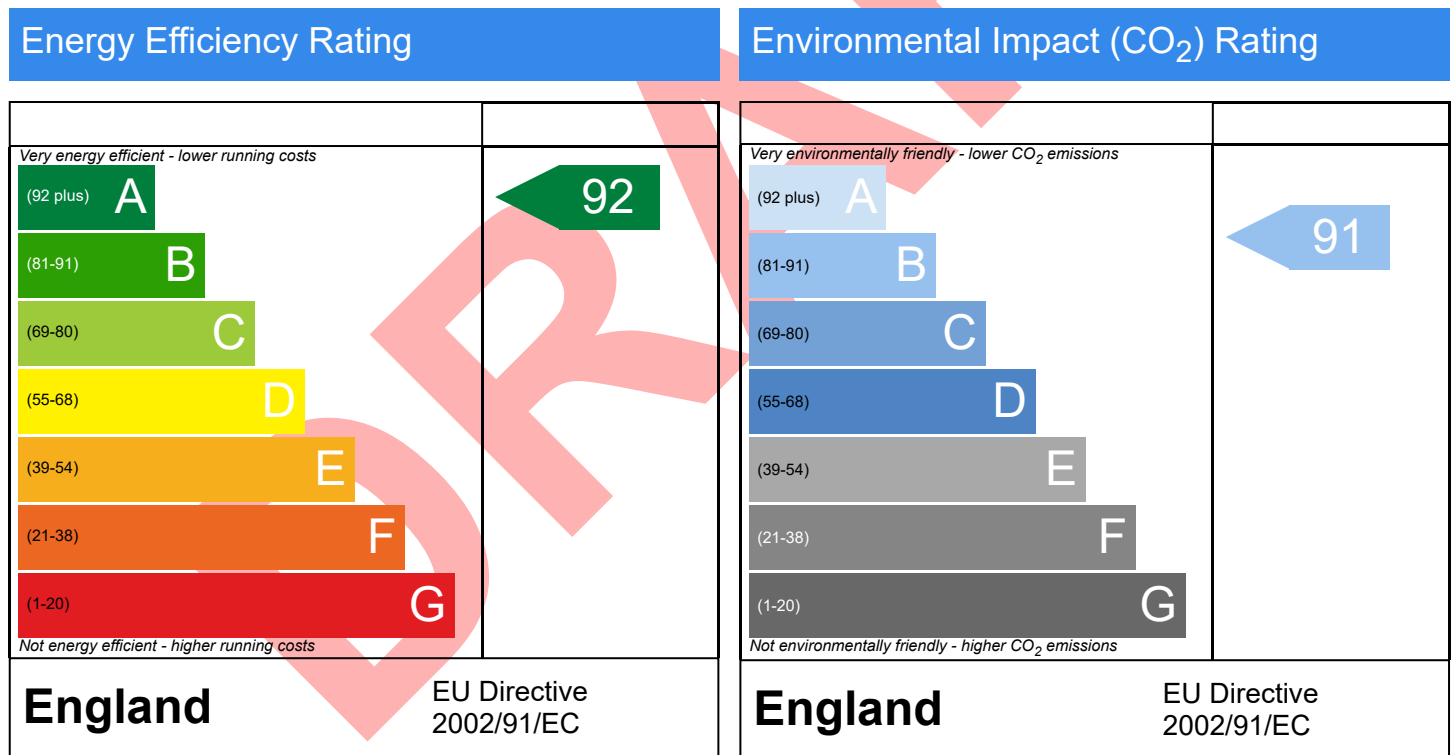 Energy Efficiency Rating
Very energy efficient - lower running costs
(92 plus) A
92
(81-91) B
(69-80) C
(55-68) D
(39-54) E
(21-38) F
(1-20) G
Not energy efficient - higher running costs
England
EU Directive
2002/91/EC
Environmental Impact (CO₂) Rating
Very environmentally friendly - lower CO₂ emissions
(92 plus) A
(81-91) B
91
(69-80) C
(55-68) D
(39-54) E
(21-38) F
(1-20) G
Not environmentally friendly - higher CO₂ emissions
England
EU Directive
2002/91/EC